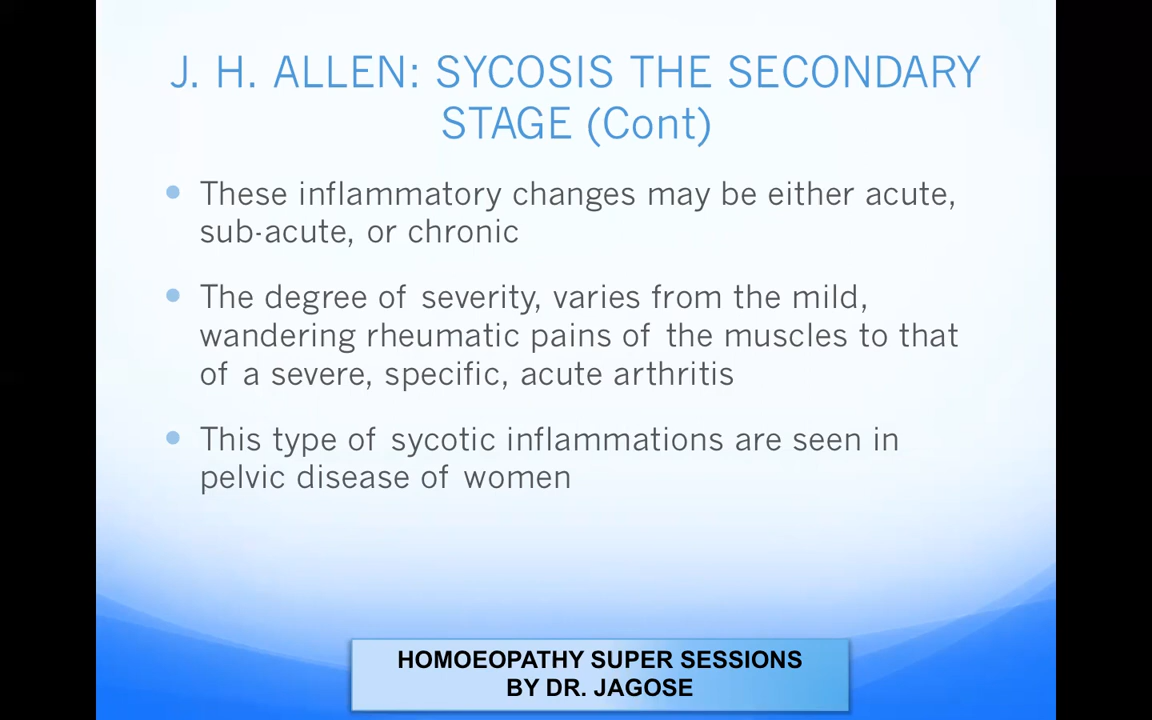 J. H. ALLEN: SYCOSIS THE SECONDARY
STAGE (Cont)
These inflammatory changes may be either acute,
sub-acute, or chronic
The degree of severity, varies from the mild,
wandering rheumatic pains of the muscles to that
of a severe, specific, acute arthritis
This type of sycotic inflammations are seen in
pelvic disease of women
HOMOEOPATHY SUPER SESSIONS
BY DR. JAGOSE